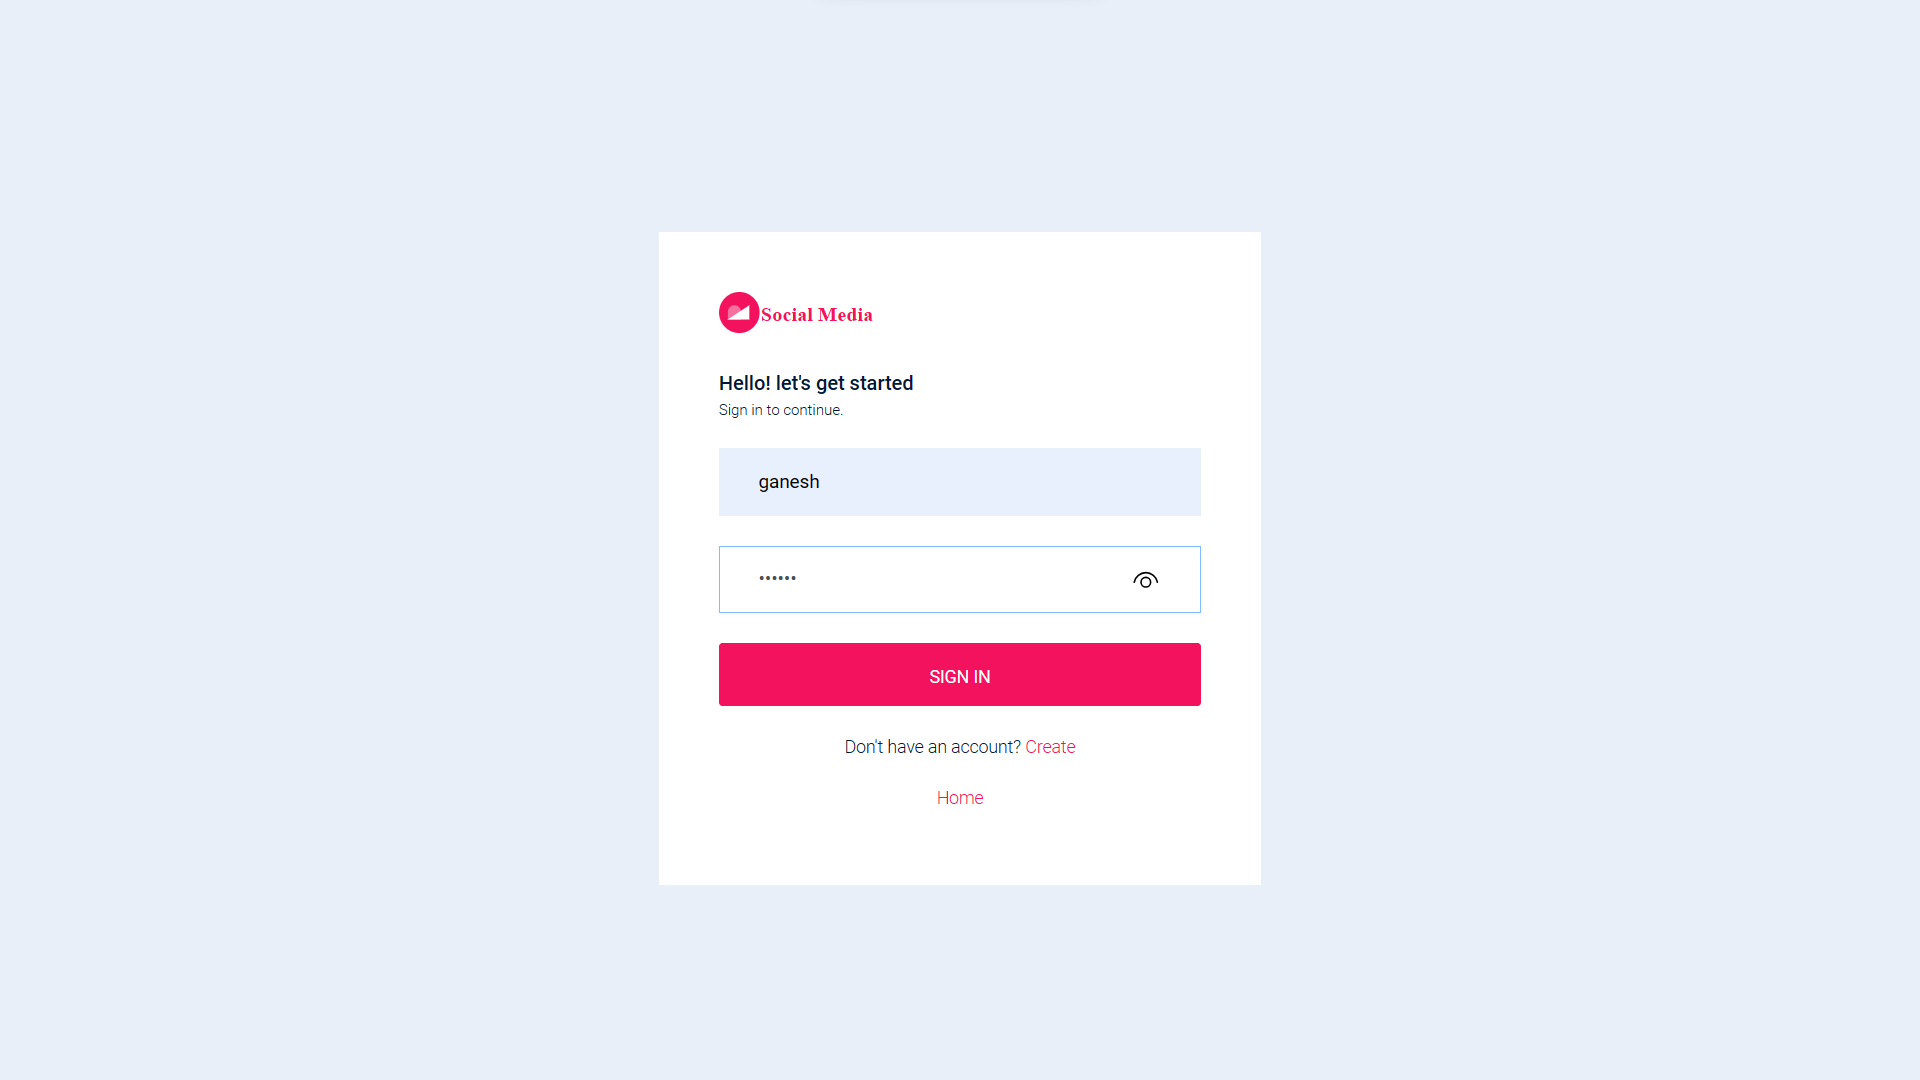 Social Media
Hello! let's get started
Sign in to continue.
ganesh
••••••
SIGN IN
Don't have an account? Create
Home